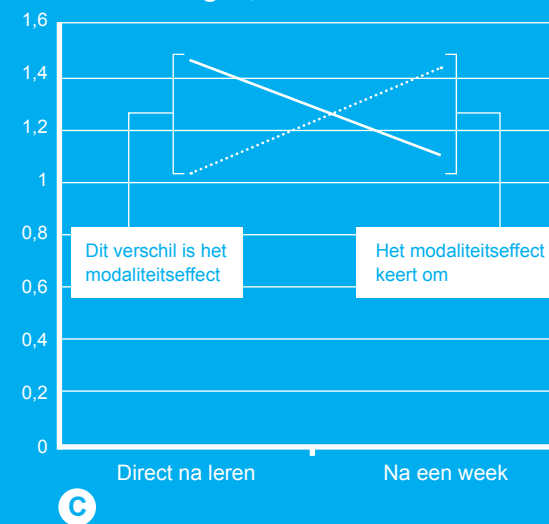 1,6
1,4
1,2
1
0,8
0,6
0,4
0,2
0
Dit verschil is het
modaliteitseffect
Het modaliteitseffect
keert om
Direct na leren
Na een week
C